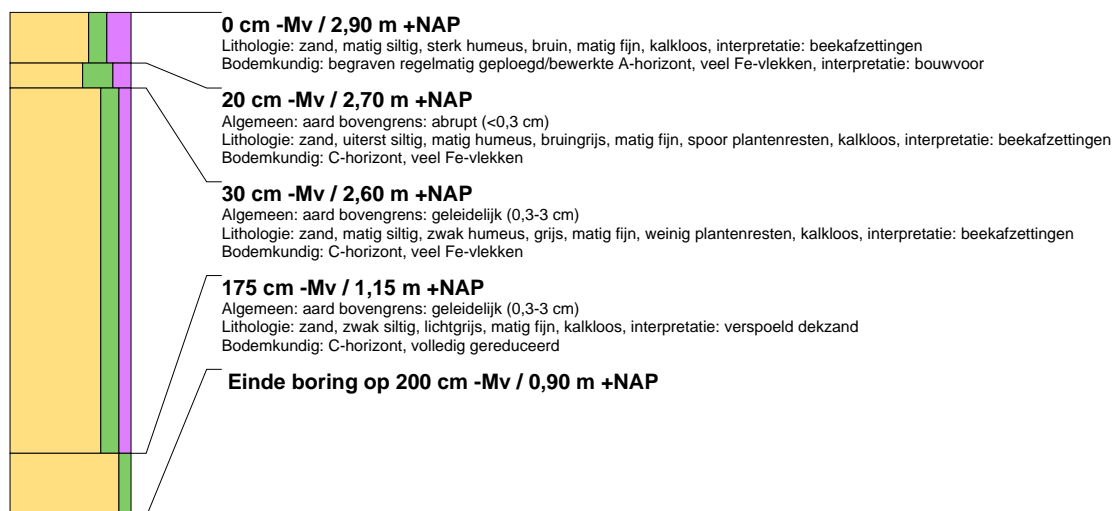 0 cm -Mv / 2,90 m +NAP
Lithologie: zand, matig siltig, sterk humeus, bruin, matig fijn, kalkloos, interpretatie: beekafzettingen
Bodemkundig: begraven regelmatig geploegd/bewerkte A-horizont, veel Fe-vlekken, interpretatie: bouwvoor
20 cm -Mv / 2,70 m +NAP
Algemeen: aard bovengrens: abrupt (<0,3 cm)
Lithologie: zand, uiterst siltig, matig humeus, bruingrijs, matig fijn, spoor plantenresten, kalkloos, interpretatie: beekafzettingen
Bodemkundig: C-horizont, veel Fe-vlekken
30 cm -Mv / 2,60 m +NAP
Algemeen: aard bovengrens: geleidelijk (0,3-3 cm)
Lithologie: zand, matig siltig, zwak humeus, grijs, matig fijn, weinig plantenresten, kalkloos, interpretatie: beekafzettingen
Bodemkundig: C-horizont, veel Fe-vlekken
175 cm -Mv / 1,15 m +NAP
Algemeen: aard bovengrens: geleidelijk (0,3-3 cm)
Lithologie: zand, zwak siltig, lichtgrijs, matig fijn, kalkloos, interpretatie: verspoeld dekzand
Bodemkundig: C-horizont, volledig gereduceerd
Einde boring op 200 cm -Mv / 0,90 m +NAP